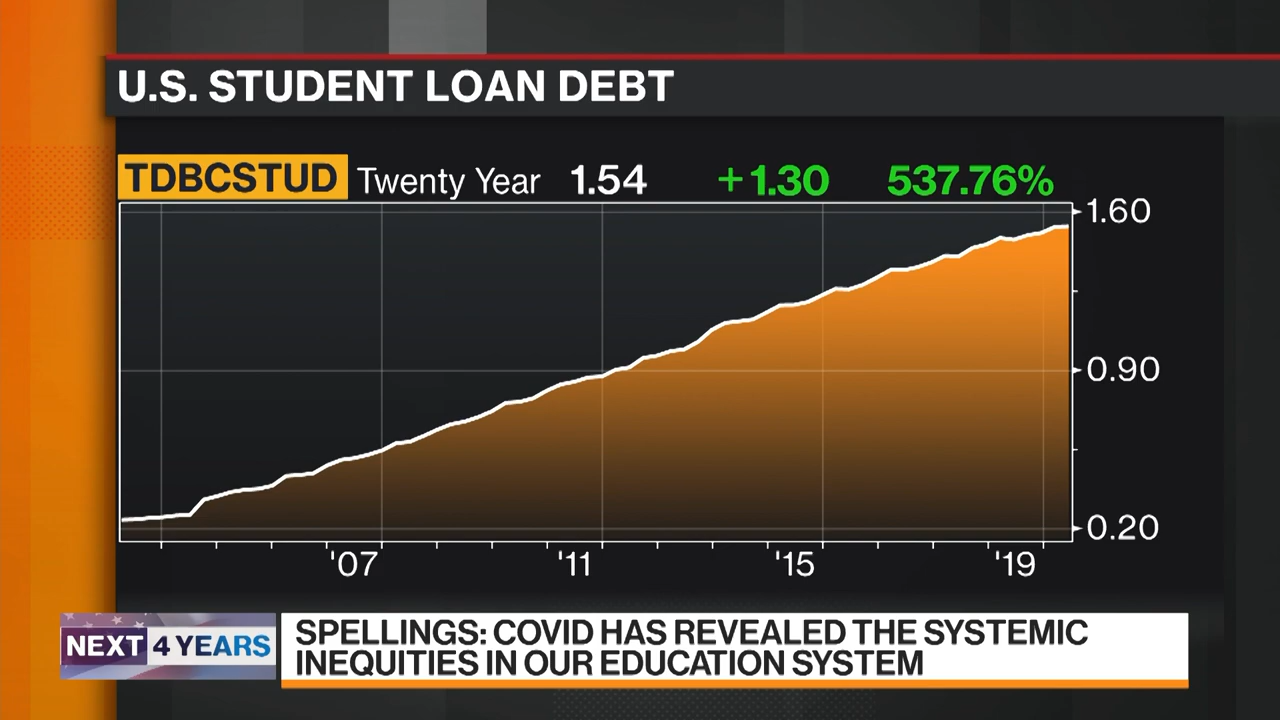 U.S. STUDENT LOAN DEBT
TDBCSTUD Twenty Year 1.54 +1.30 537.76%
1.60
0.90
0.20
'07 '11 '15 '19
NEXT 4 YEARS
SPELLINGS: COVID HAS REVEALED THE SYSTEMIC
INEQUITIES IN OUR EDUCATION SYSTEM